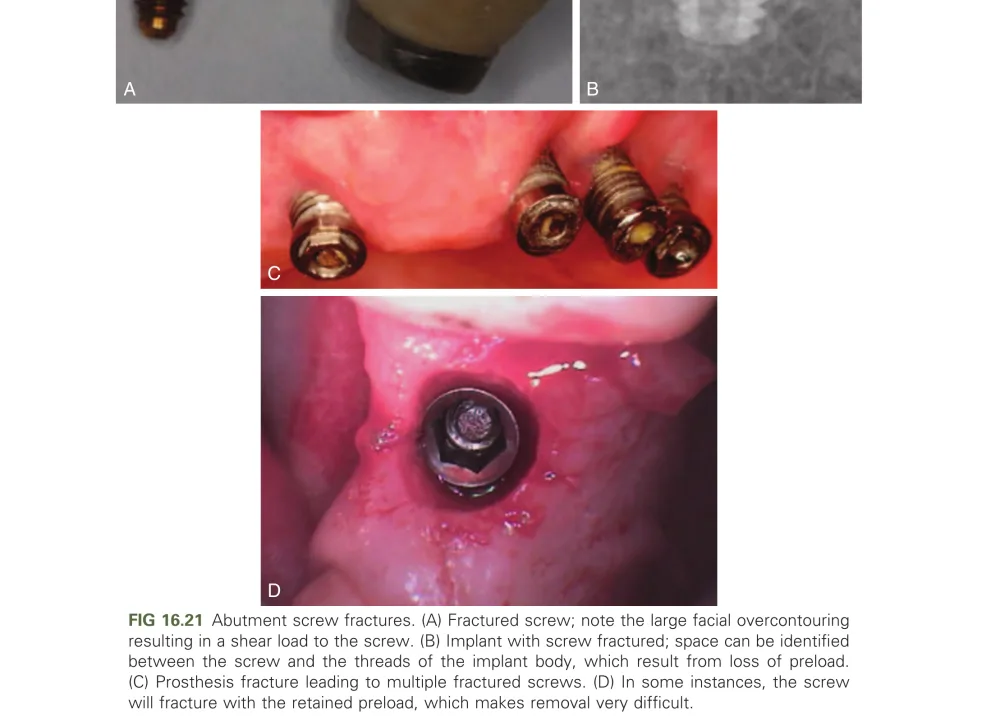 A
B
C
D
FIG 16.21 Abutment screw fractures. (A) Fractured screw; note the large facial overcontouring
resulting in a shear load to the screw. (B) Implant with screw fractured; space can be identified
between the screw and the threads of the implant body, which result from loss of preload.
(C) Prosthesis fracture leading to multiple fractured screws. (D) In some instances, the screw
will fracture with the retained preload, which makes removal very difficult.